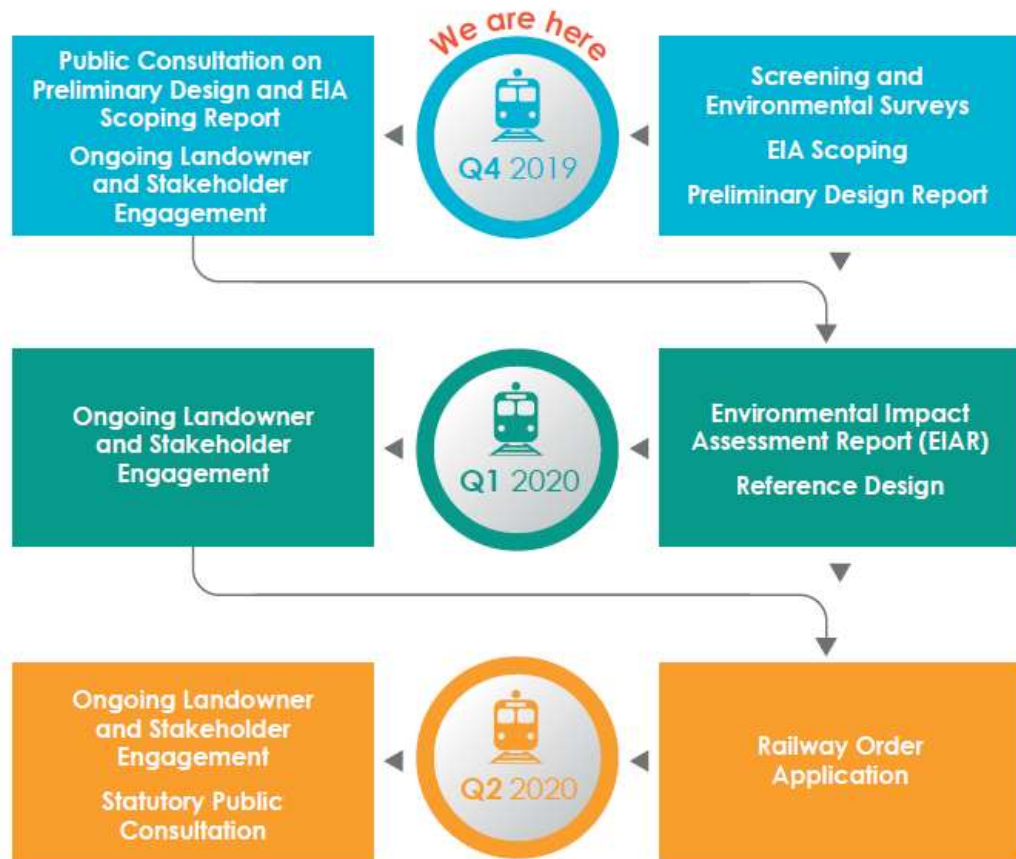 We are here
Public Consultation on
Preliminary Design and EIA
Scoping Report
Ongoing Landowner
and Stakeholder
Engagement
Q4 2019
Screening and
Environmental Surveys
EIA Scoping
Preliminary Design Report
Ongoing Landowner
and Stakeholder
Engagement
Q1 2020
Environmental Impact
Assessment Report (EIAR)
Reference Design
Ongoing Landowner
and Stakeholder
Engagement
Statutory Public
Consultation
Q2 2020
Railway Order
Application